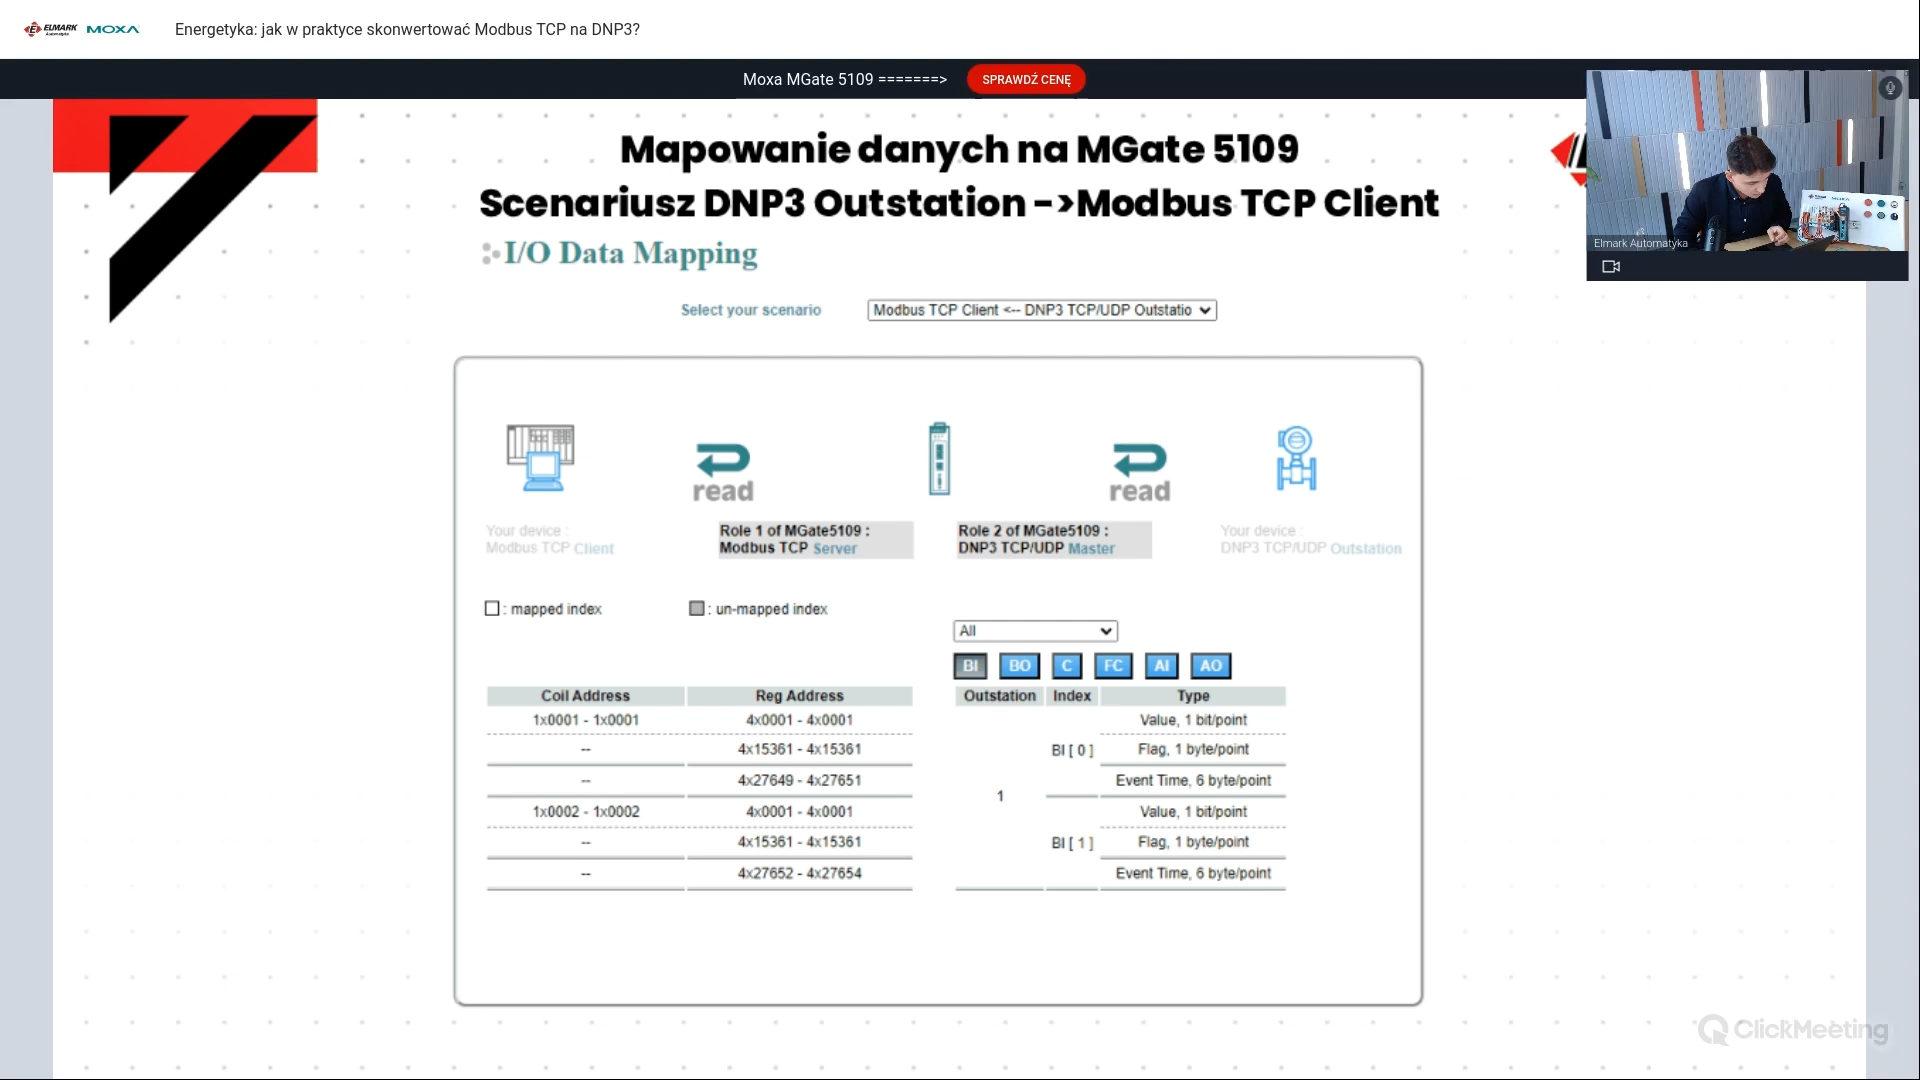 ELMARK
Automatyka
MOXA
Energetyka: jak w praktyce skonwertować Modbus TCP na DNP3?
Moxa MGate 5109 =======>
SPRAWDŹ CENĘ
Mapowanie danych na MGate 5109
Scenariusz DNP3 Outstation ->Modbus TCP Client
I/O Data Mapping
Select your scenario
Modbus TCP Client <-- DNP3 TCP/UDP Outstatio
Elmark Automatyka
read
read
Your device :
Modbus TCP Client
Role 1 of MGate5109 :
Modbus TCP Server
Role 2 of MGate5109 :
DNP3 TCP/UDP Master
Your device :
DNP3 TCP/UDP Outstation
: mapped index
: un-mapped index
All
BI BO C FC AI AO
Coil Address Reg Address Outstation Index Type
1x0001 - 1x0001 4x0001 - 4x0001 Value, 1 bit/point
-- 4x15361 - 4x15361 BI [ 0 ] Flag, 1 byte/point
-- 4x27649 - 4x27651 Event Time, 6 byte/point
1
1x0002 - 1x0002 4x0001 - 4x0001 Value, 1 bit/point
-- 4x15361 - 4x15361 BI [ 1 ] Flag, 1 byte/point
-- 4x27652 - 4x27654 Event Time, 6 byte/point
ClickMeeting